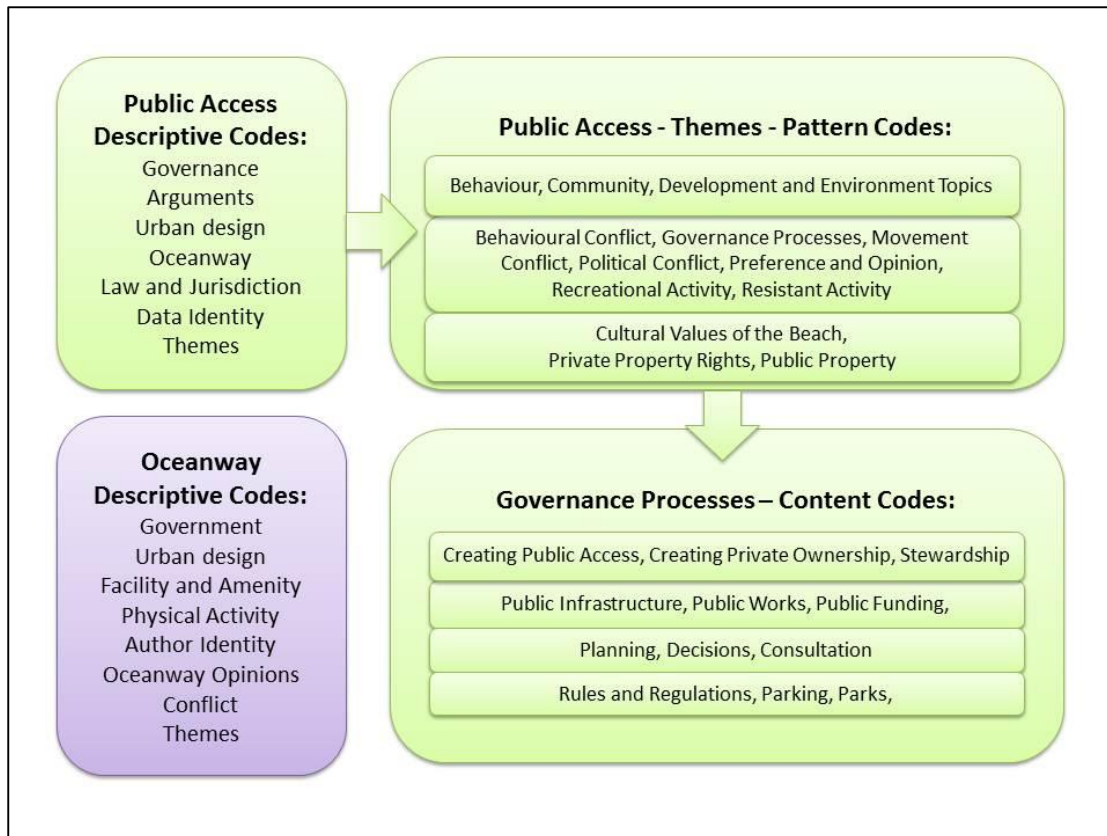 Public Access
Descriptive Codes:
Governance
Arguments
Urban design
Oceanway
Law and Jurisdiction
Data Identity
Themes
Public Access - Themes - Pattern Codes:
Behaviour, Community, Development and Environment Topics
Behavioural Conflict, Governance Processes, Movement
Conflict, Political Conflict, Preference and Opinion,
Recreational Activity, Resistant Activity
Cultural Values of the Beach,
Private Property Rights, Public Property
Oceanway
Descriptive Codes:
Government
Urban design
Facility and Amenity
Physical Activity
Author Identity
Oceanway Opinions
Conflict
Themes
Governance Processes – Content Codes:
Creating Public Access, Creating Private Ownership, Stewardship
Public Infrastructure, Public Works, Public Funding,
Planning, Decisions, Consultation
Rules and Regulations, Parking, Parks,